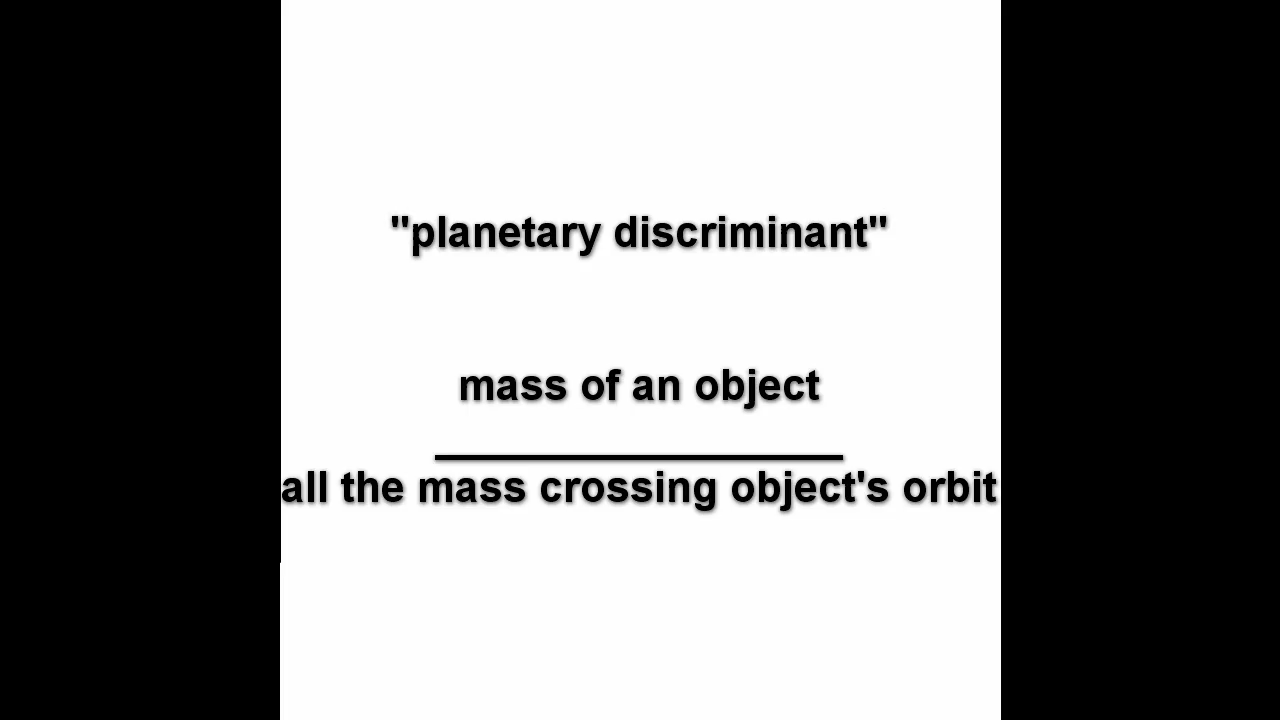 "planetary discriminant"
mass of an object
all the mass crossing object's orbit